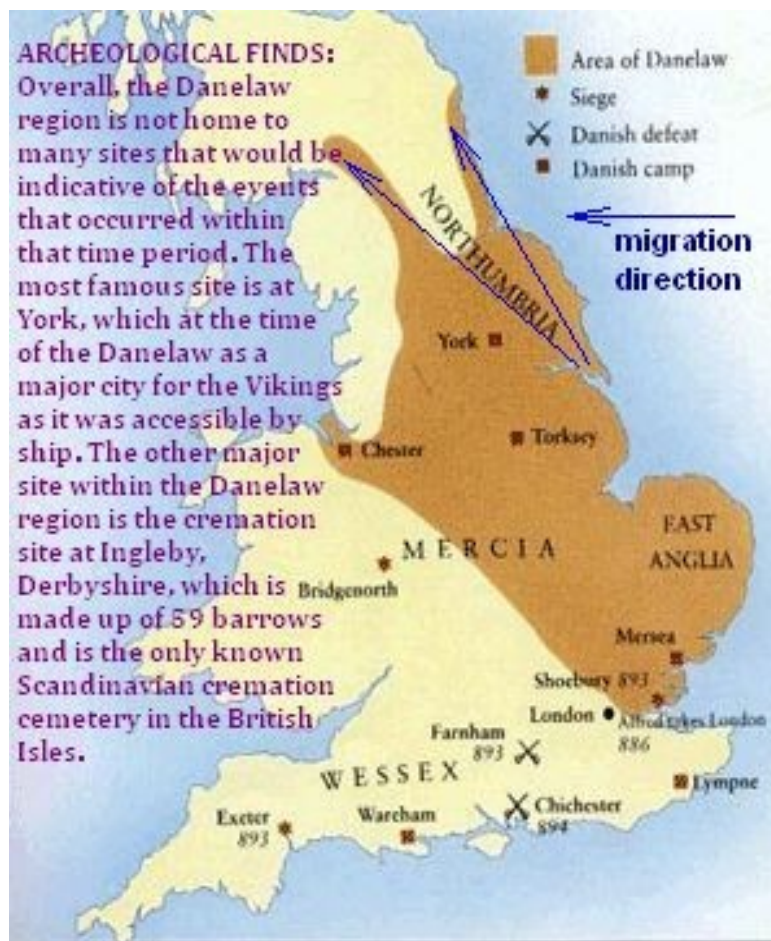 ARCHEOLOGICAL FINDS:
Overall, the Danelaw
region is not home to
many sites that would be
indicative of the eyents
that occurred within
that time period. The
most famous site is at
York, which at the time
of the Danelaw as a
major city for the Vikings
as it was accessible by
ship. The other major
site within the Danelaw
region is the cremation
site at Ingleby,
Derbyshire, which is
made up of 59 barrows
and is the only known
Scandinavian cremation
cemetery in the British
Isles.
Area of Danelaw
Siege
Danish defeat
Danish camp
migration
direction
NORTHUMBRIA
York
Torksey
Chester
MERCIA
EAST
ANGLIA
Bridgenorth
Mersea
Shoebury 893
London
Alfred takes London
886
Farnham
893
WESSEX
Lympne
Exeter
893
Wareham
Chichester
894